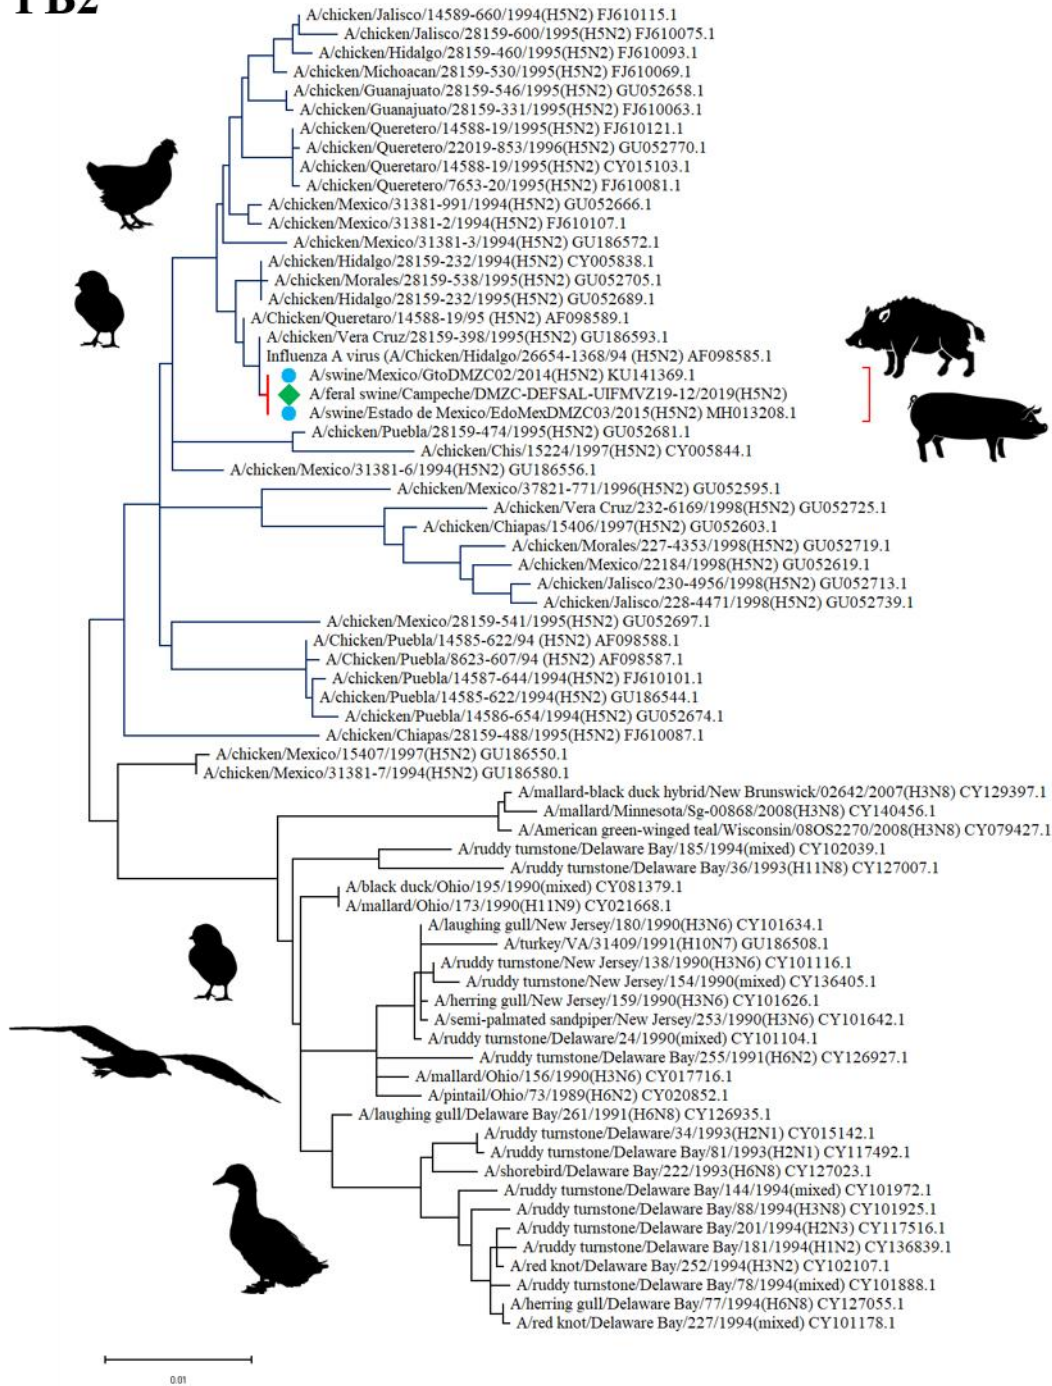 PB2
A/chicken/Jalisco/14589-660/1994(H5N2) FJ610115.1
A/chicken/Jalisco/28159-600/1995(H5N2) FJ610075.1
A/chicken/Hidalgo/28159-460/1995(H5N2) FJ610093.1
A/chicken/Michoacan/28159-530/1995(H5N2) FJ610069.1
A/chicken/Guanajuato/28159-546/1995(H5N2) GU052658.1
A/chicken/Guanajuato/28159-331/1995(H5N2) FJ610063.1
A/chicken/Queretero/14588-19/1995(H5N2) FJ610121.1
A/chicken/Queretero/22019-853/1996(H5N2) GU052770.1
A/chicken/Queretaro/14588-19/1995(H5N2) CY015103.1
A/chicken/Queretero/7653-20/1995(H5N2) FJ610081.1
A/chicken/Mexico/31381-991/1994(H5N2) GU052666.1
A/chicken/Mexico/31381-2/1994(H5N2) FJ610107.1
A/chicken/Mexico/31381-3/1994(H5N2) GU186572.1
A/chicken/Hidalgo/28159-232/1994(H5N2) CY005838.1
A/chicken/Morales/28159-538/1995(H5N2) GU052705.1
A/chicken/Hidalgo/28159-232/1995(H5N2) GU052689.1
A/Chicken/Queretaro/14588-19/95 (H5N2) AF098589.1
A/chicken/Vera Cruz/28159-398/1995(H5N2) GU186593.1
Influenza A virus (A/Chicken/Hidalgo/26654-1368/94 (H5N2) AF098585.1
A/swine/Mexico/GtoDMZC02/2014(H5N2) KU141369.1
A/feral swine/Campeche/DMZC-DEFSAL-UIFMVZ19-12/2019(H5N2)
A/swine/Estado de Mexico/EdoMexDMZC03/2015(H5N2) MH013208.1
A/chicken/Puebla/28159-474/1995(H5N2) GU052681.1
A/chicken/Chis/15224/1997(H5N2) CY005844.1
A/chicken/Mexico/31381-6/1994(H5N2) GU186556.1
A/chicken/Mexico/37821-771/1996(H5N2) GU052595.1
A/chicken/Vera Cruz/232-6169/1998(H5N2) GU052725.1
A/chicken/Chiapas/15406/1997(H5N2) GU052603.1
A/chicken/Morales/227-4353/1998(H5N2) GU052719.1
A/chicken/Mexico/22184/1998(H5N2) GU052619.1
A/chicken/Jalisco/230-4956/1998(H5N2) GU052713.1
A/chicken/Jalisco/228-4471/1998(H5N2) GU052739.1
A/chicken/Mexico/28159-541/1995(H5N2) GU052697.1
A/Chicken/Puebla/14585-622/94 (H5N2) AF098588.1
A/Chicken/Puebla/8623-607/94 (H5N2) AF098587.1
A/chicken/Puebla/14587-644/1994(H5N2) FJ610101.1
A/chicken/Puebla/14585-622/1994(H5N2) GU186544.1
A/chicken/Puebla/14586-654/1994(H5N2) GU052674.1
A/chicken/Chiapas/28159-488/1995(H5N2) FJ610087.1
A/chicken/Mexico/15407/1997(H5N2) GU186550.1
A/chicken/Mexico/31381-7/1994(H5N2) GU186580.1
A/mallard-black duck hybrid/New Brunswick/02642/2007(H3N8) CY129397.1
A/mallard/Minnesota/Sg-00868/2008(H3N8) CY140456.1
A/American green-winged teal/Wisconsin/08OS2270/2008(H3N8) CY079427.1
A/ruddy turnstone/Delaware Bay/185/1994(mixed) CY102039.1
A/ruddy turnstone/Delaware Bay/36/1993(H11N8) CY127007.1
A/black duck/Ohio/195/1990(mixed) CY081379.1
A/mallard/Ohio/173/1990(H11N9) CY021668.1
A/laughing gull/New Jersey/180/1990(H3N6) CY101634.1
A/turkey/VA/31409/1991(H10N7) GU186508.1
A/ruddy turnstone/New Jersey/138/1990(H3N6) CY101116.1
A/ruddy turnstone/New Jersey/154/1990(mixed) CY136405.1
A/herring gull/New Jersey/159/1990(H3N6) CY101626.1
A/semi-palmated sandpiper/New Jersey/253/1990(H3N6) CY101642.1
A/ruddy turnstone/Delaware/24/1990(mixed) CY101104.1
A/ruddy turnstone/Delaware Bay/255/1991(H6N2) CY126927.1
A/mallard/Ohio/156/1990(H3N6) CY017716.1
A/pintail/Ohio/73/1989(H6N2) CY020852.1
A/laughing gull/Delaware Bay/261/1991(H6N8) CY126935.1
A/ruddy turnstone/Delaware/34/1993(H2N1) CY015142.1
A/ruddy turnstone/Delaware Bay/81/1993(H2N1) CY117492.1
A/shorebird/Delaware Bay/222/1993(H6N8) CY127023.1
A/ruddy turnstone/Delaware Bay/144/1994(mixed) CY101972.1
A/ruddy turnstone/Delaware Bay/88/1994(H3N8) CY101925.1
A/ruddy turnstone/Delaware Bay/201/1994(H2N3) CY117516.1
A/ruddy turnstone/Delaware Bay/181/1994(H1N2) CY136839.1
A/red knot/Delaware Bay/252/1994(H3N2) CY102107.1
A/ruddy turnstone/Delaware Bay/78/1994(mixed) CY101888.1
A/herring gull/Delaware Bay/77/1994(H6N8) CY127055.1
A/red knot/Delaware Bay/227/1994(mixed) CY101178.1
0.01